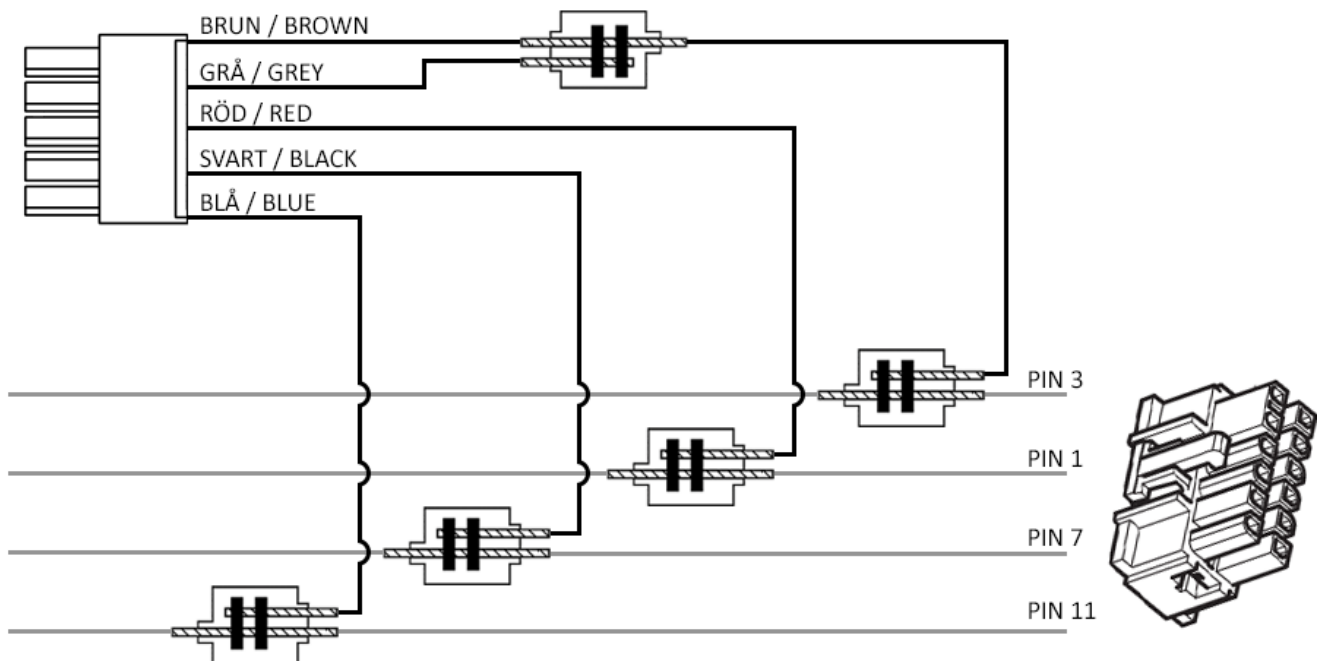 BRUN / BROWN
GRÅ / GREY
RÖD / RED
SVART / BLACK
BLÅ / BLUE
PIN 3
PIN 1
PIN 7
PIN 11